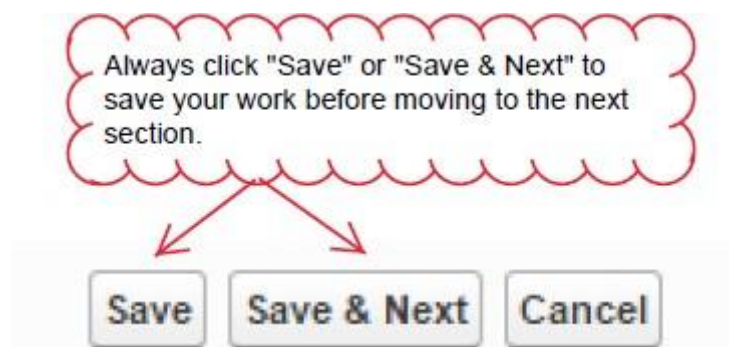 Always click "Save" or "Save & Next" to
save your work before moving to the next
section.
Save Save & Next Cancel